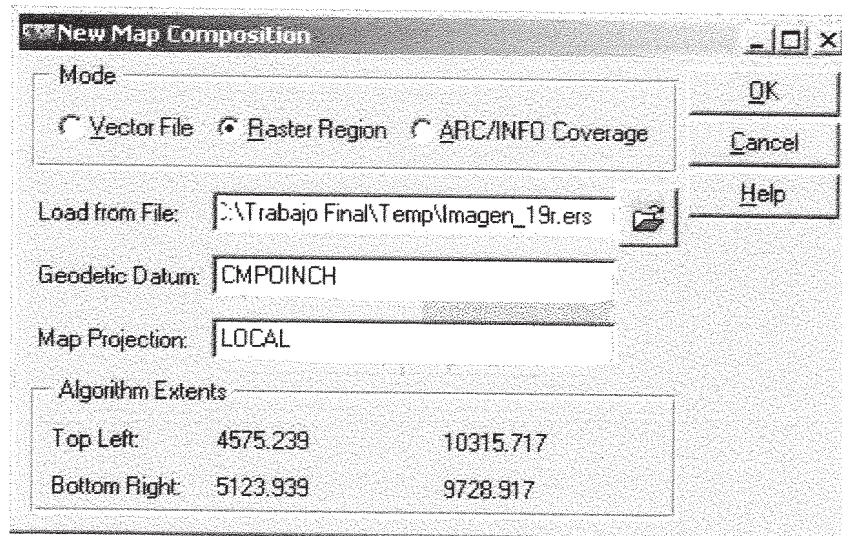 New Map Composition
Mode
Vector File Raster Region ARC/INFO Coverage
OK
Cancel
Help
Load from File: C:\Trabajo Final\Temp\Imagen_19r.ers
Geodetic Datum: CMPOINCH
Map Projection: LOCAL
Algorithm Extents
Top Left: 4575.239 10315.717
Bottom Right: 5123.939 9728.917